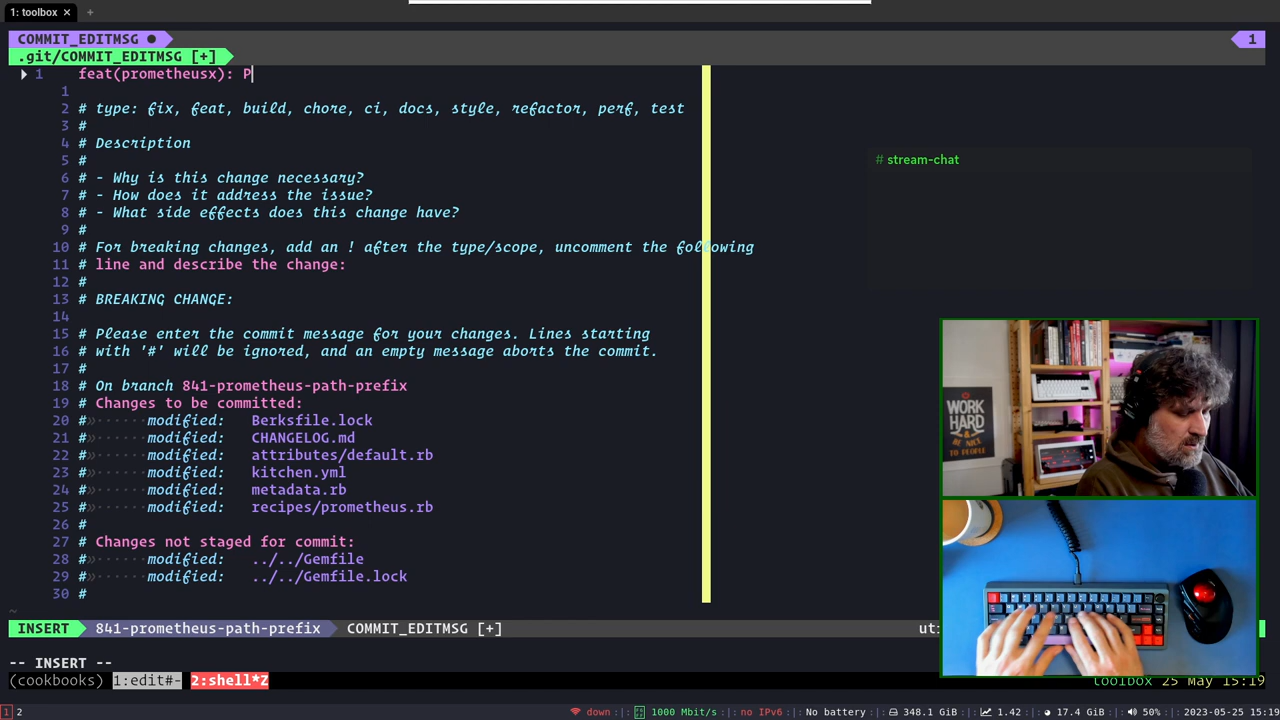 1: toolbox ✕ +
COMMIT_EDITMSG ● 1
.git/COMMIT_EDITMSG [+]
1 feat(prometheusx): P
1
2 # type: fix, feat, build, chore, ci, docs, style, refactor, perf, test
3 #
4 # Description
5 #
6 # - Why is this change necessary?
7 # - How does it address the issue?
8 # - What side effects does this change have?
9 #
10 # For breaking changes, add an ! after the type/scope, uncomment the following
11 # line and describe the change:
12 #
13 # BREAKING CHANGE:
14
15 # Please enter the commit message for your changes. Lines starting
16 # with '#' will be ignored, and an empty message aborts the commit.
17 #
18 # On branch 841-prometheus-path-prefix
19 # Changes to be committed:
20 #»······modified: Berksfile.lock
21 #»······modified: CHANGELOG.md
22 #»······modified: attributes/default.rb
23 #»······modified: kitchen.yml
24 #»······modified: metadata.rb
25 #»······modified: recipes/prometheus.rb
26 #
27 # Changes not staged for commit:
28 #»······modified: ../../Gemfile
29 #»······modified: ../../Gemfile.lock
30 #
~
# stream-chat
WORK
HARD
&
BE NICE
TO PEOPLE
INSERT 841-prometheus-path-prefix COMMIT_EDITMSG [+] ut
-- INSERT --
(cookbooks) 1:edit#- 2:shell*Z toolbox 25 May 15:19
1 2 down :|: 1000 Mbit/s :|: no IPv6 :|: No battery :|: 348.1 GiB :|: 1.42 :|: 17.4 GiB :|: 50% :|: 2023-05-25 15:19